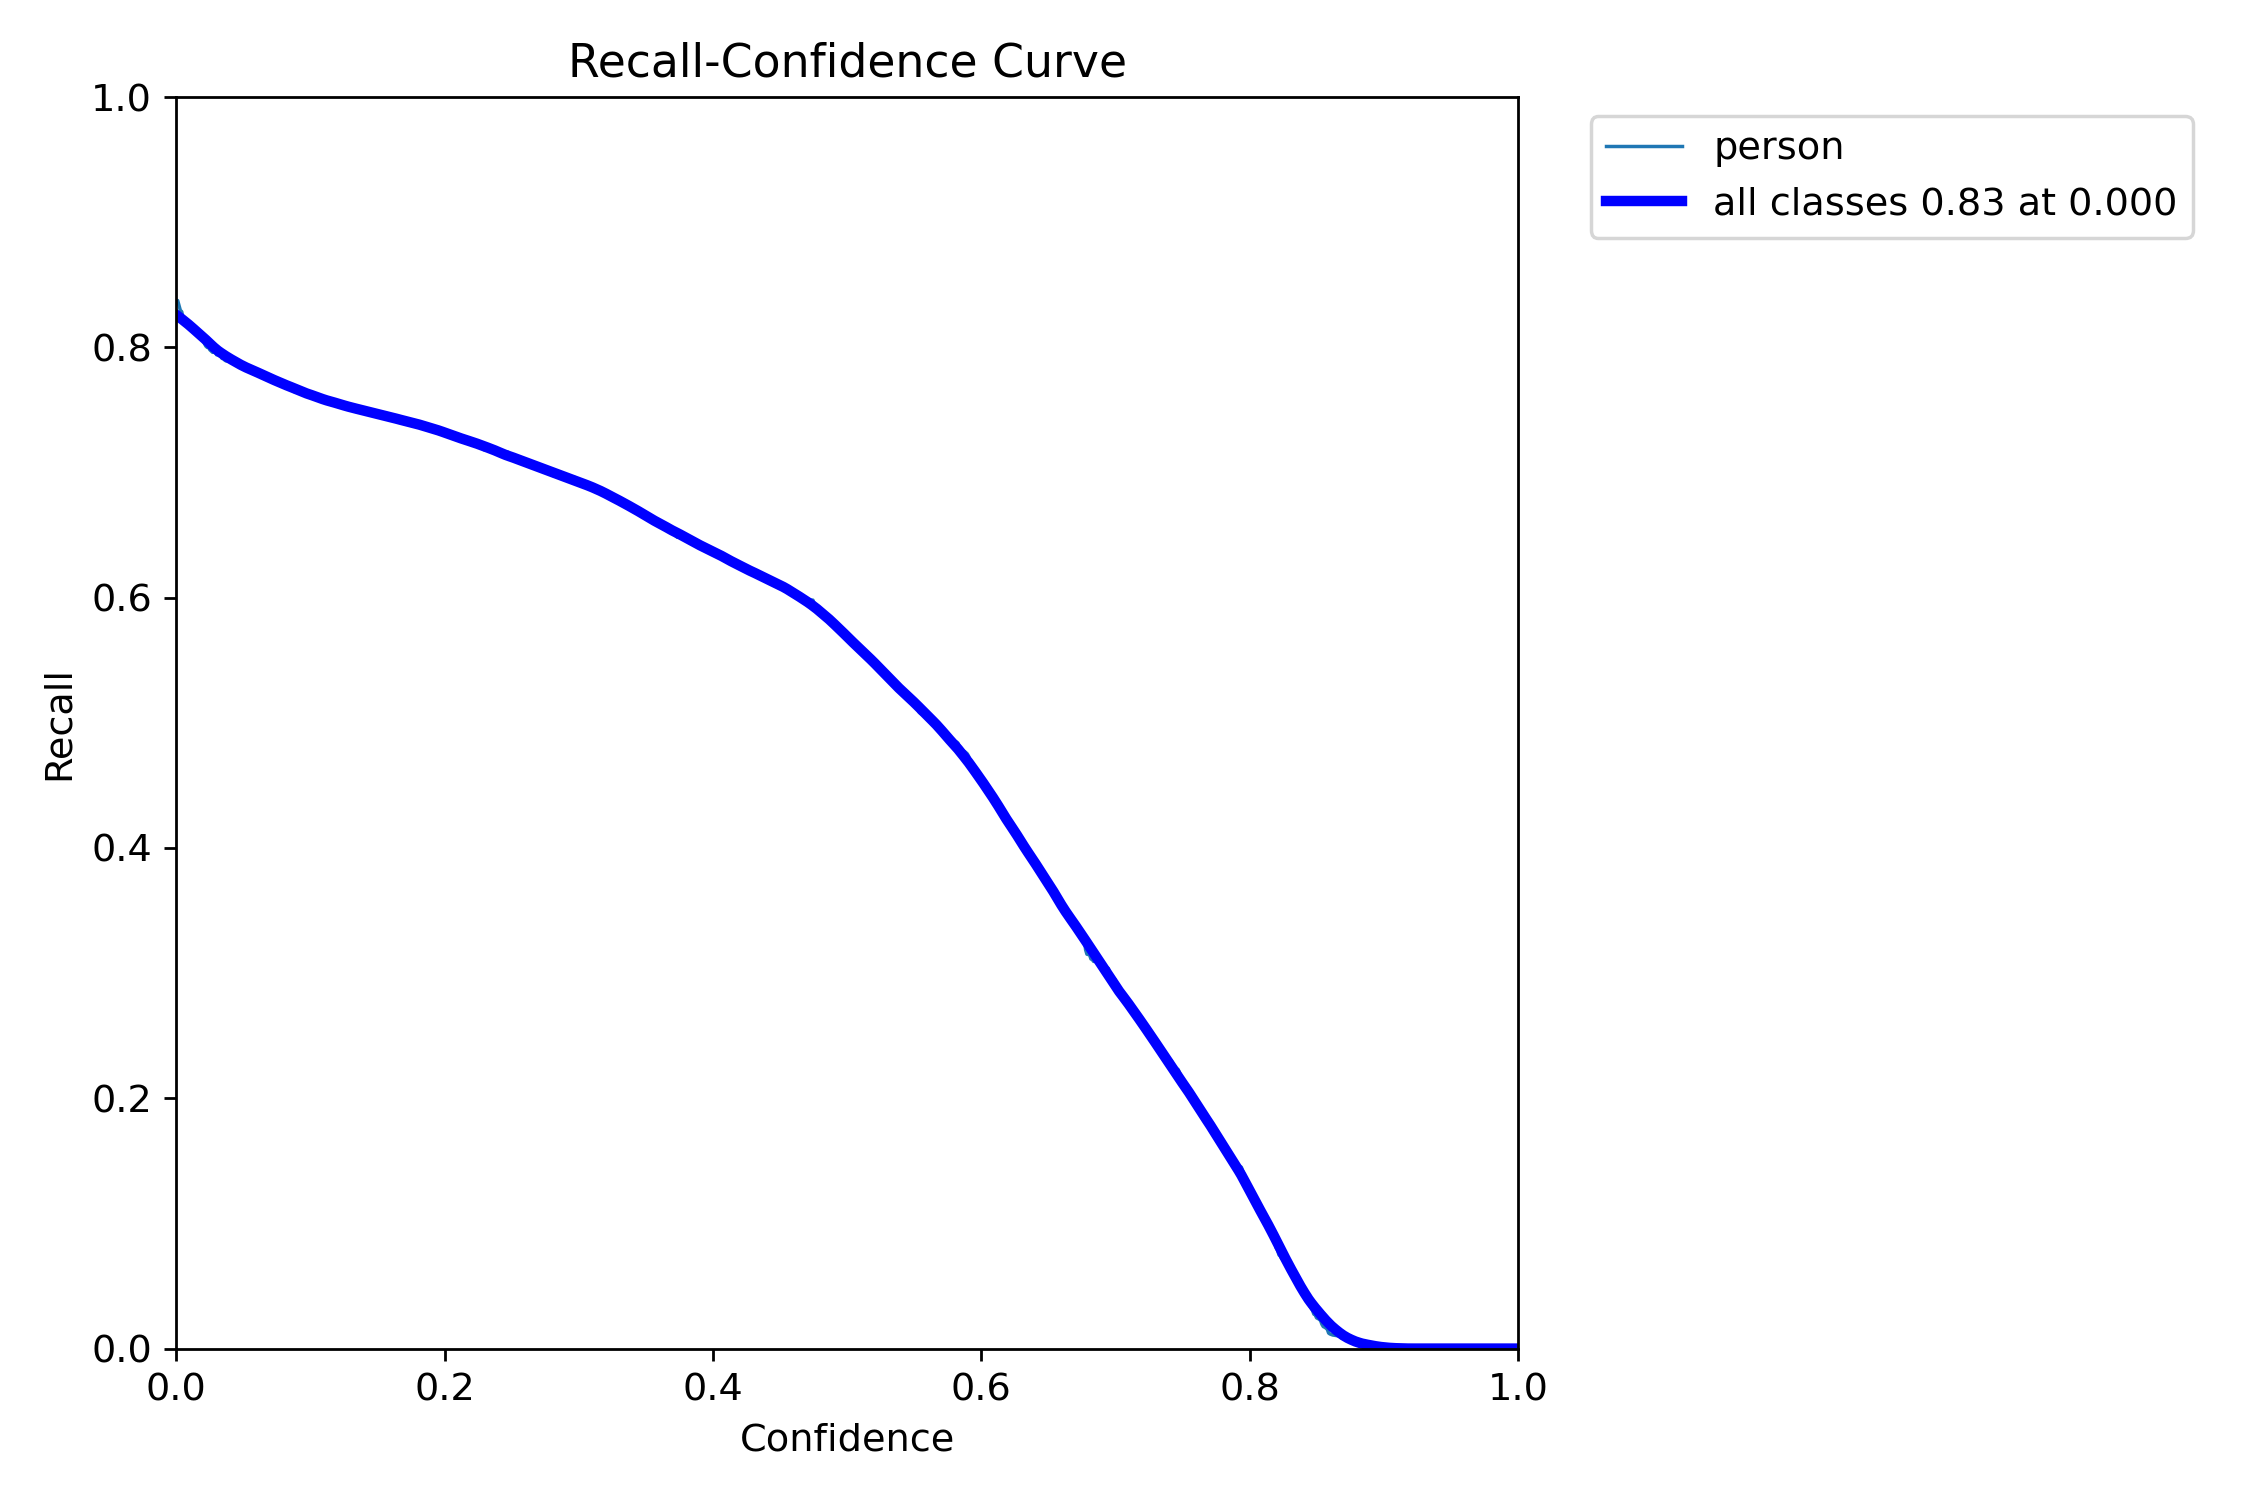 Recall-Confidence Curve
1.0
0.8
0.6
0.4
0.2
0.0
Recall
0.0 0.2 0.4 0.6 0.8 1.0
Confidence
person
all classes 0.83 at 0.000